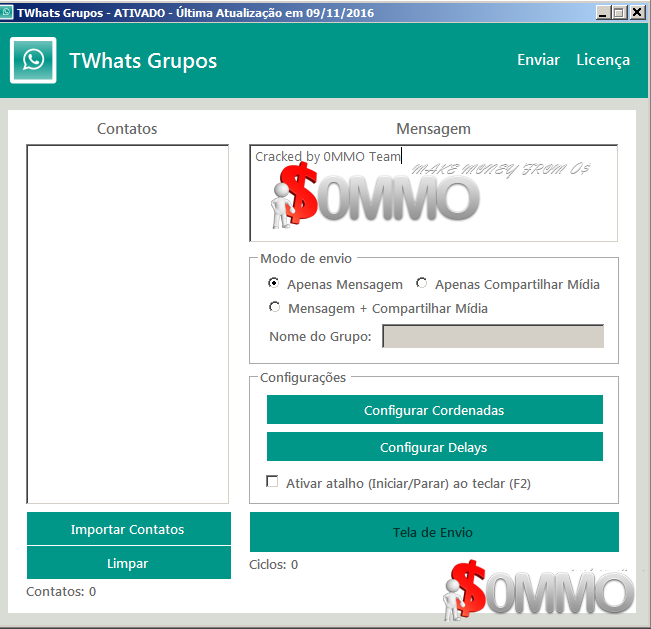 TWhats Grupos - ATIVADO - Última Atualização em 09/11/2016
TWhats Grupos
Enviar Licença
Contatos
Mensagem
Cracked by 0MMO Team
MAKE MONEY FROM O$
$0MMO
Modo de envio
Apenas Mensagem Apenas Compartilhar Mídia
Mensagem + Compartilhar Mídia
Nome do Grupo:
Configurações
Configurar Cordenadas
Configurar Delays
Ativar atalho (Iniciar/Parar) ao teclar (F2)
Importar Contatos
Tela de Envio
Limpar
Ciclos: 0
Contatos: 0
$0MMO